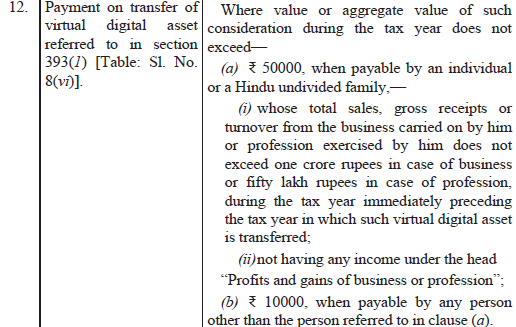 12. Payment on transfer of
virtual digital asset
referred to in section
393(1) [Table: Sl. No.
8(vi)].
Where value or aggregate value of such
consideration during the tax year does not
exceed—
(a) ₹ 50000, when payable by an individual
or a Hindu undivided family,—
(i) whose total sales, gross receipts or
turnover from the business carried on by him
or profession exercised by him does not
exceed one crore rupees in case of business
or fifty lakh rupees in case of profession,
during the tax year immediately preceding
the tax year in which such virtual digital asset
is transferred;
(ii)not having any income under the head
“Profits and gains of business or profession”;
(b) ₹ 10000, when payable by any person
other than the person referred to in clause (a).